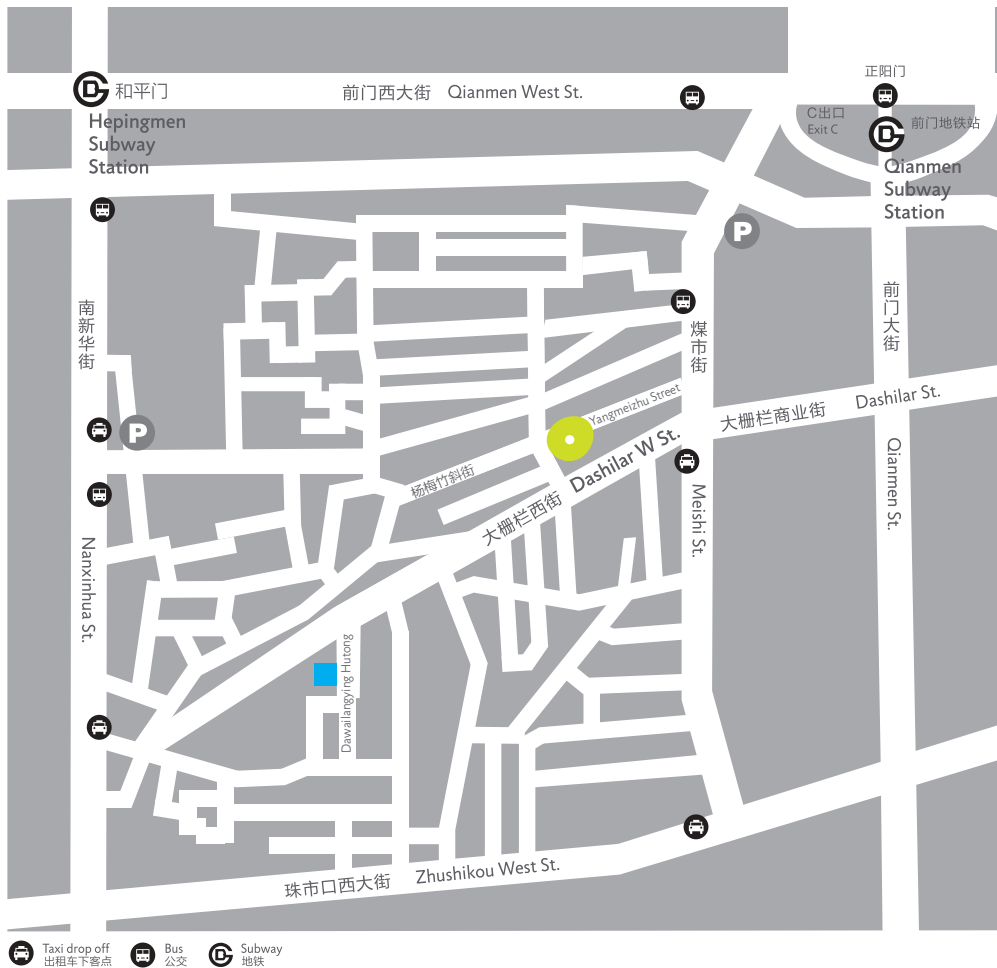 正阳门
和平门
前门西大街 Qianmen West St.
C出口
Exit C
前门地铁站
Hepingmen
Subway
Station
Qianmen
Subway
Station
P
南新华街
前门大街
煤市街
Yangmeizhu Street
大栅栏商业街 Dashilar St.
P
杨梅竹斜街
大栅栏西街 Dashilar W St.
Qianmen St.
Meishi St.
Nanxinhua St.
Dawailangying Hutong
珠市口西大街 Zhushikou West St.
Taxi drop off
出租车下客点
Bus
公交
Subway
地铁